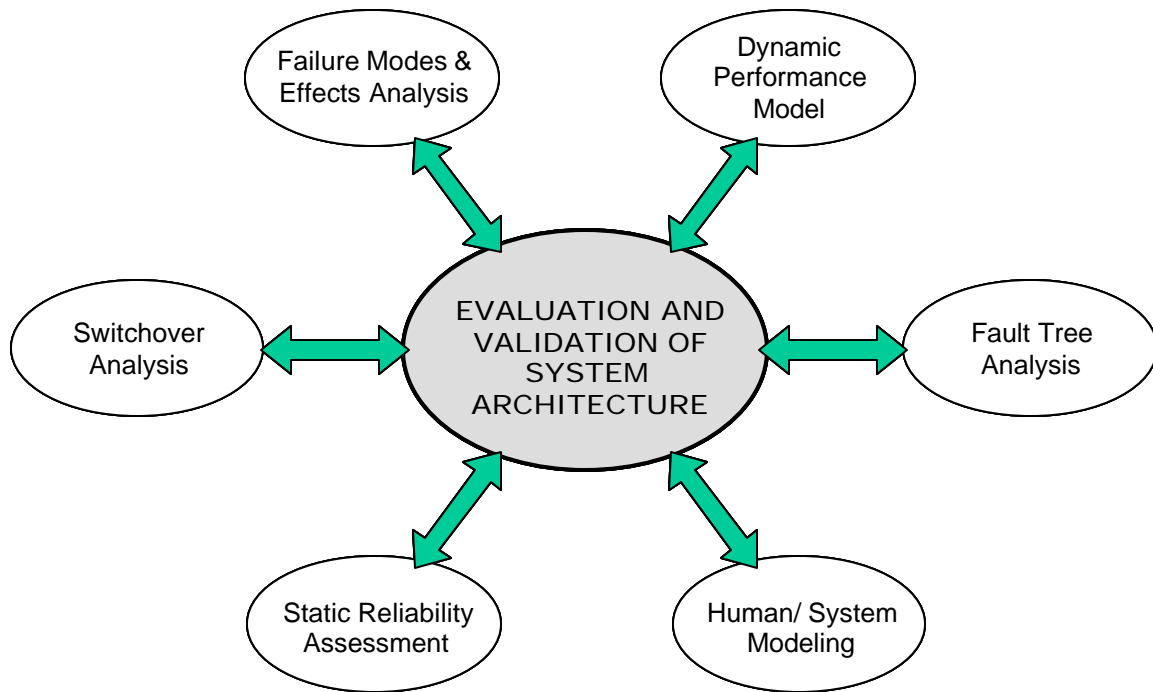 Failure Modes &
Effects Analysis
Dynamic
Performance
Model
Switchover
Analysis
EVALUATION AND
VALIDATION OF
SYSTEM
ARCHITECTURE
Fault Tree
Analysis
Static Reliability
Assessment
Human/ System
Modeling